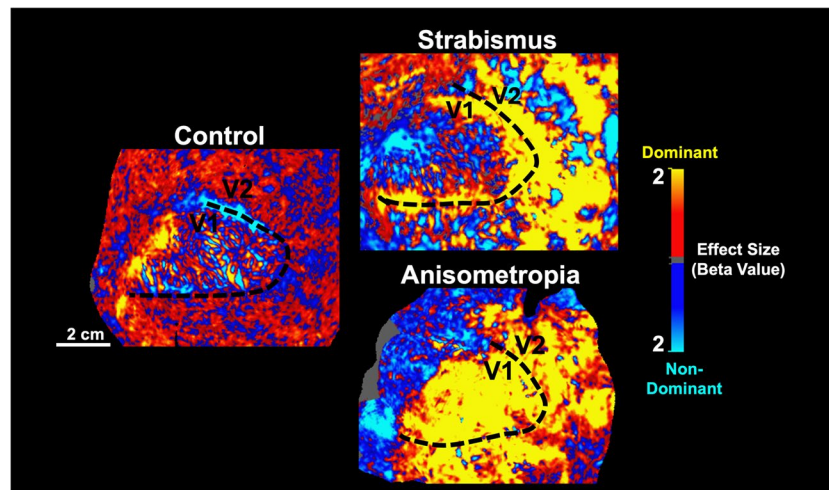 Strabismus
V2
V1
Control
V2
V1
2 cm
Dominant
2
Effect Size
(Beta Value)
2
Non-
Dominant
Anisometropia
V2
V1